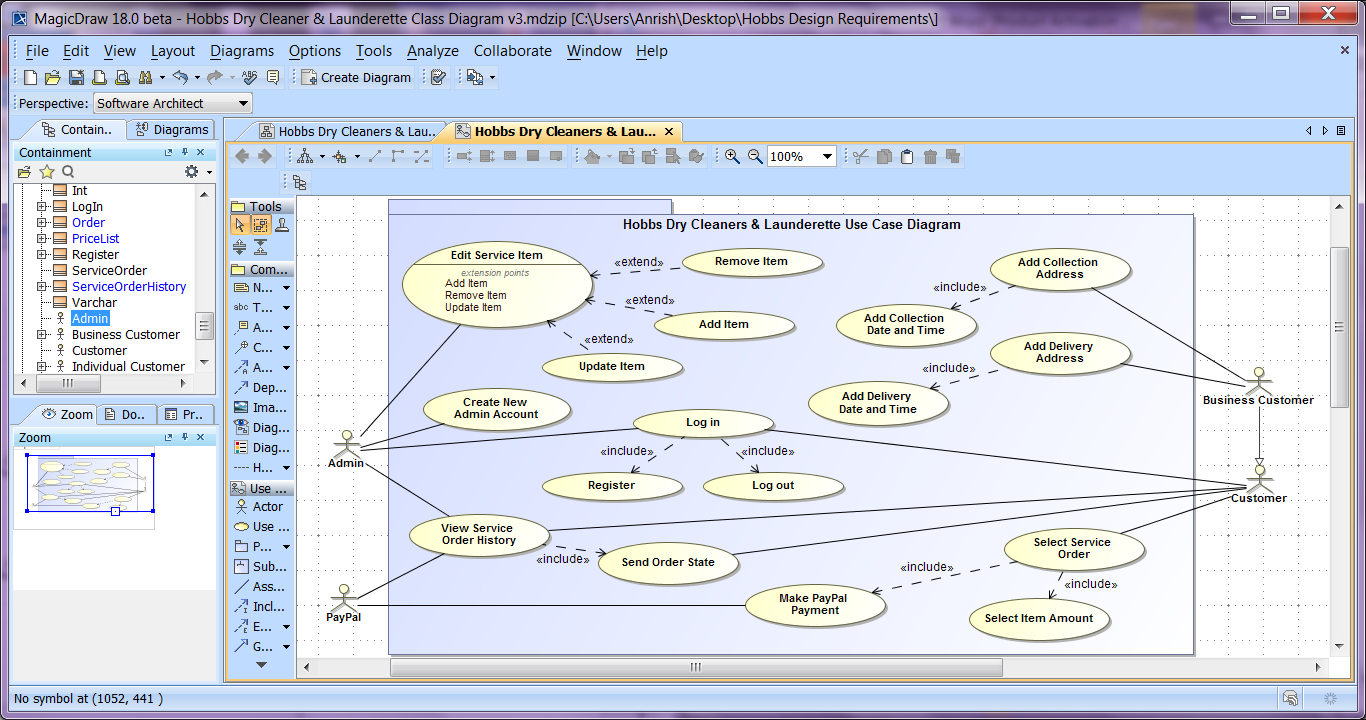 MagicDraw 18.0 beta - Hobbs Dry Cleaner & Launderette Class Diagram v3.mdzip [C:\Users\Anrish\Desktop\Hobbs Design Requirements\]
File Edit View Layout Diagrams Options Tools Analyze Collaborate Window Help
Create Diagram
Perspective: Software Architect
Contain.. Diagrams
Containment
Int
LogIn
Order
PriceList
Register
ServiceOrder
ServiceOrderHistory
Varchar
Admin
Business Customer
Customer
Individual Customer
Zoom Do.. Pr...
Zoom
Hobbs Dry Cleaners & Lau.. Hobbs Dry Cleaners & Lau...
100%
Tools
Com...
N...
abc T...
A...
C...
A...
Dep...
Ima...
Diag...
Diag...
H...
Use ...
Actor
Use ...
P...
Sub...
Ass...
Incl...
E...
G...
Hobbs Dry Cleaners & Launderette Use Case Diagram
Edit Service Item
extension points
Add Item
Remove Item
Update Item
«extend»
Remove Item
«extend»
Add Item
«extend»
Update Item
Add Collection
Address
«include»
Add Collection
Date and Time
Add Delivery
Address
«include»
Add Delivery
Date and Time
Business Customer
Create New
Admin Account
Log in
Admin
«include»
«include»
Register
Log out
Customer
View Service
Order History
«include»
Send Order State
Select Service
Order
«include»
«include»
Make PayPal
Payment
Select Item Amount
PayPal
No symbol at (1052, 441 )